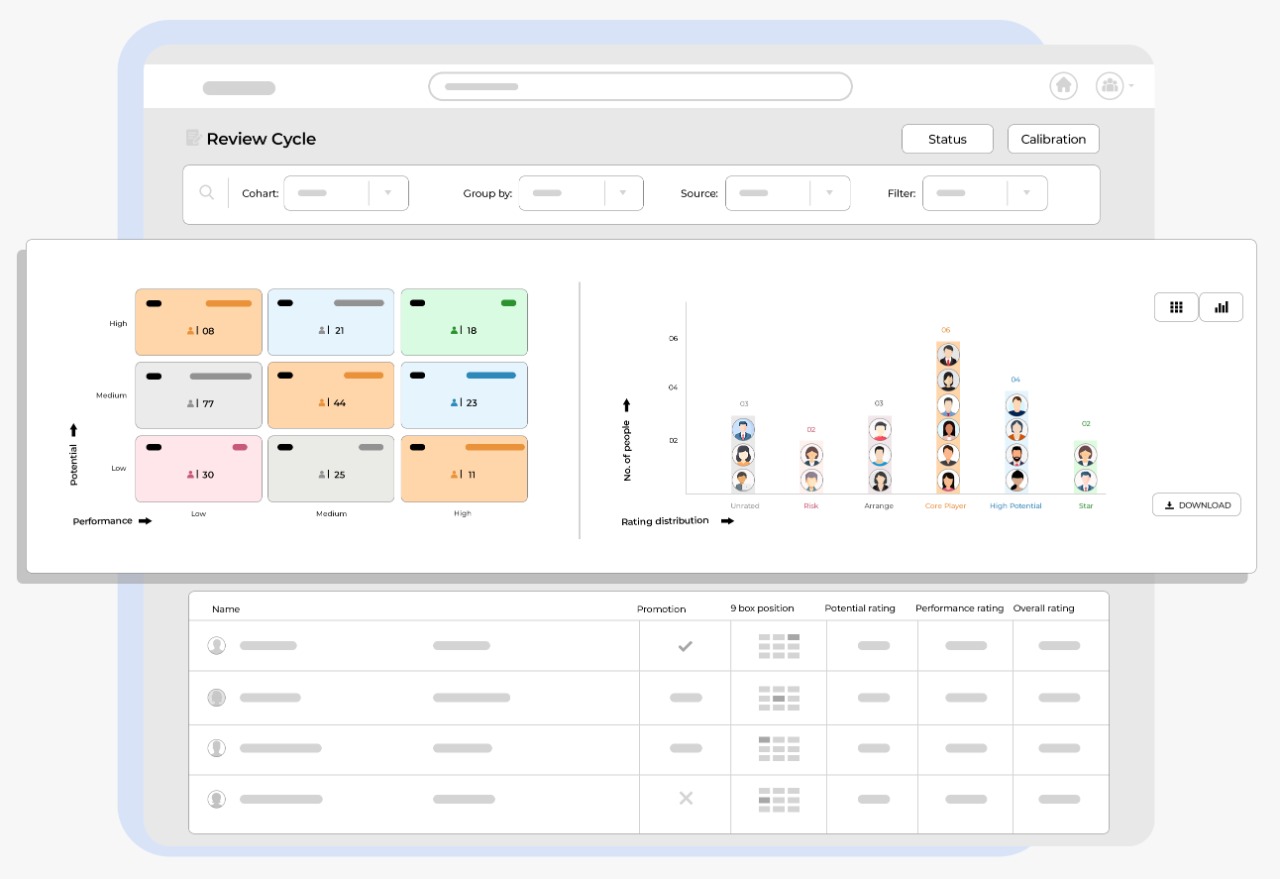 Review Cycle
Status
Calibration
Cohart:
Group by:
Source:
Filter:
High
08
21
18
Medium
77
44
23
Low
30
25
11
Potential
Low
Medium
High
Performance
06
04
02
No. of people
03
02
03
06
04
02
Unrated
Risk
Arrange
Core Player
High Potential
Star
Rating distribution
DOWNLOAD
Name
Promotion
9 box position
Potential rating
Performance rating
Overall rating